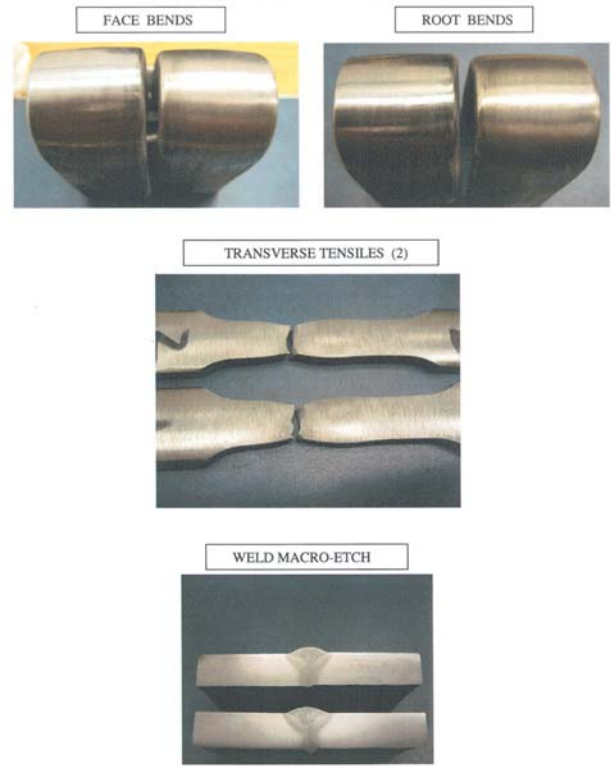 FACE BENDS
ROOT BENDS
TRANSVERSE TENSILES (2)
WELD MACRO-ETCH